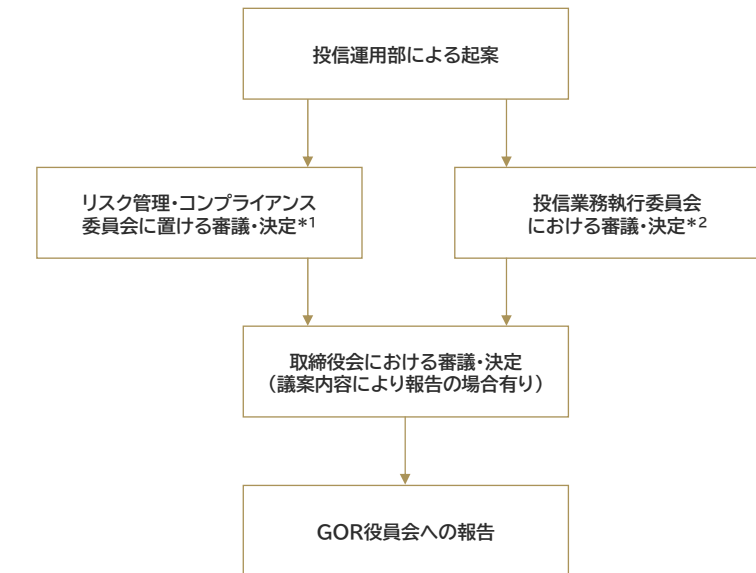 投信運用部による起案
リスク管理・コンプライアンス
委員会に置ける審議・決定*1
投信業務執行委員会
における審議・決定*2
取締役会における審議・決定
（議案内容により報告の場合有り）
GOR役員会への報告